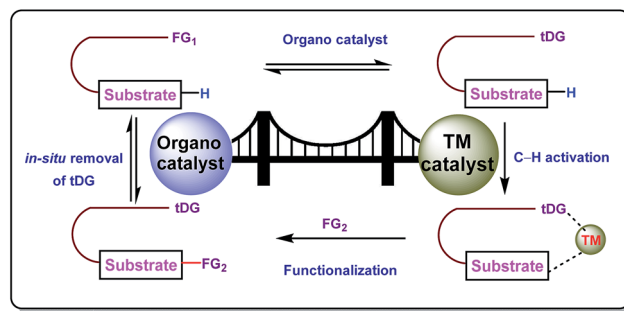 FG1
Organo catalyst
tDG
Substrate
H
Substrate
H
in-situ removal
of tDG
Organo
catalyst
TM
catalyst
C–H activation
tDG
FG2
tDG
TM
Substrate
FG2
Functionalization
Substrate